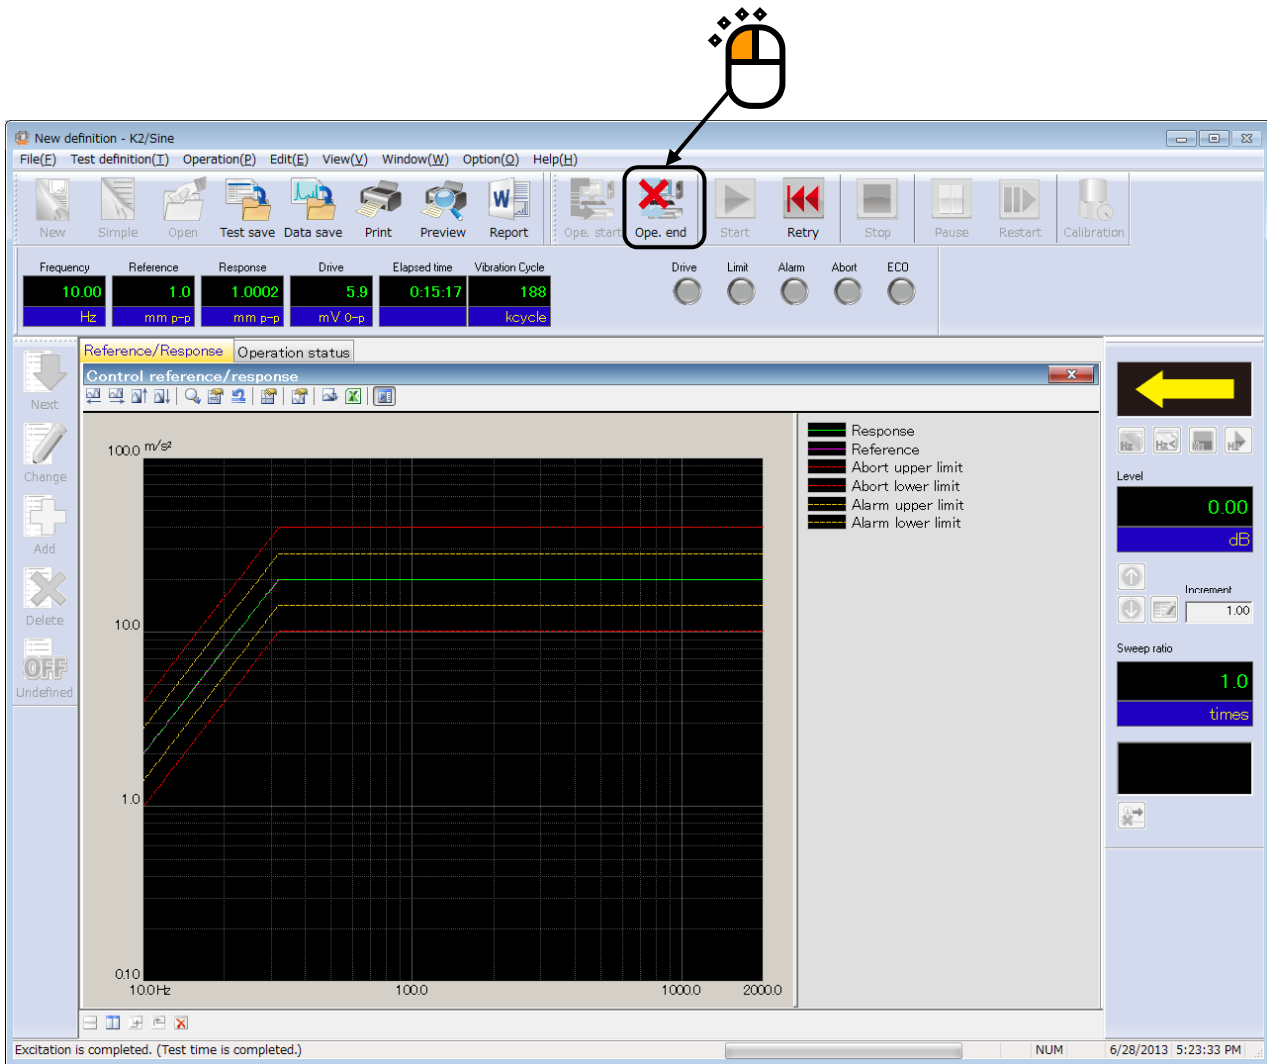 New definition - K2/Sine
File(F) Test definition(T) Operation(P) Edit(E) View(V) Window(W) Option(O) Help(H)
New Simple Open Test save Data save Print Preview Report Ope. start Ope. end Start Retry Stop Pause Restart Calibration
Frequency Reference Response Drive Elapsed time Vibration Cycle Drive Limit Alarm Abort ECO
10.00 1.0 1.0002 5.9 0:15:17 188
Hz mm p-p mm p-p mV 0-p kcycle
Reference/Response Operation status
Control reference/response
Next
Change
Add
Delete
OFF
Undefined
100.0 m/s²
10.0
1.0
0.10
10.0 Hz 100.0 1000.0 2000.0
Response
Reference
Abort upper limit
Abort lower limit
Alarm upper limit
Alarm lower limit
Level
0.00
dB
Increment
1.00
Sweep ratio
1.0
times
Excitation is completed. (Test time is completed.) NUM 6/28/2013 5:23:33 PM